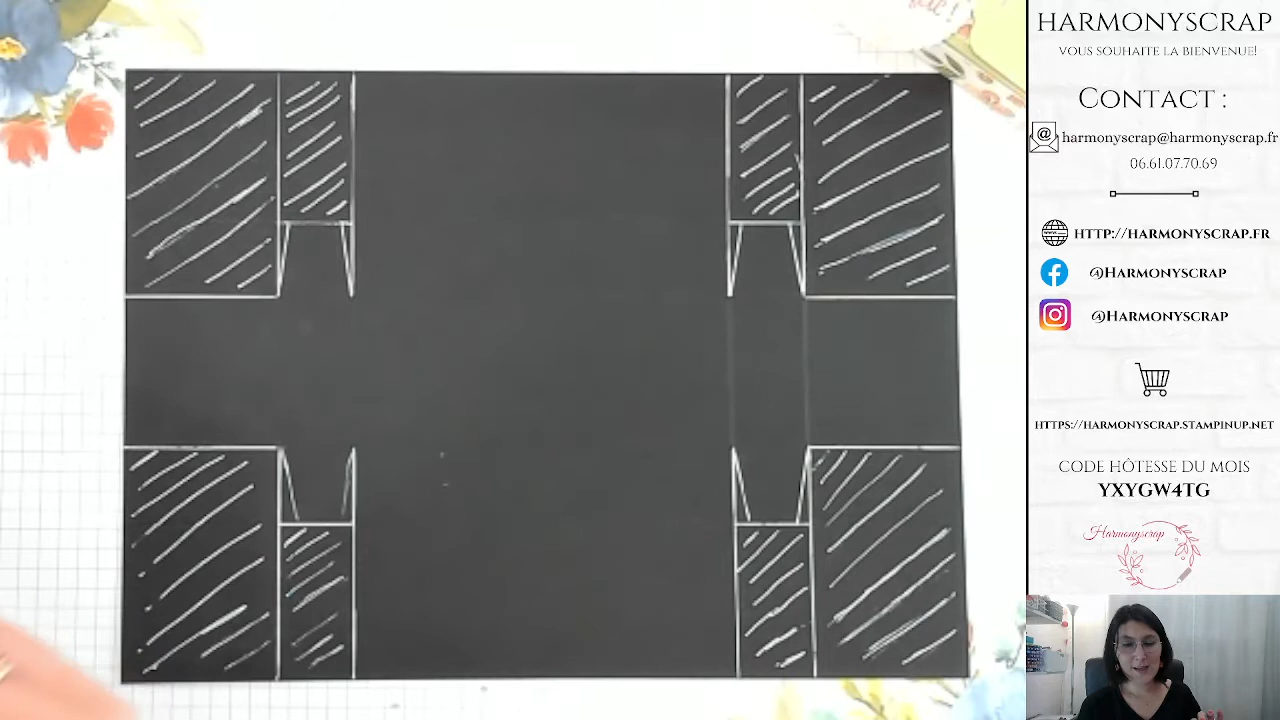 HARMONYSCRAP
VOUS SOUHAITE LA BIENVENUE!
CONTACT :
harmonyscrap@harmonyscrap.fr
06.61.07.70.69
HTTP://HARMONYSCRAP.FR
@HARMONYSCRAP
@HARMONYSCRAP
HTTPS://HARMONYSCRAP.STAMPINUP.NET
CODE HÔTESSE DU MOIS
YXYGW4TG
Harmonyscrap